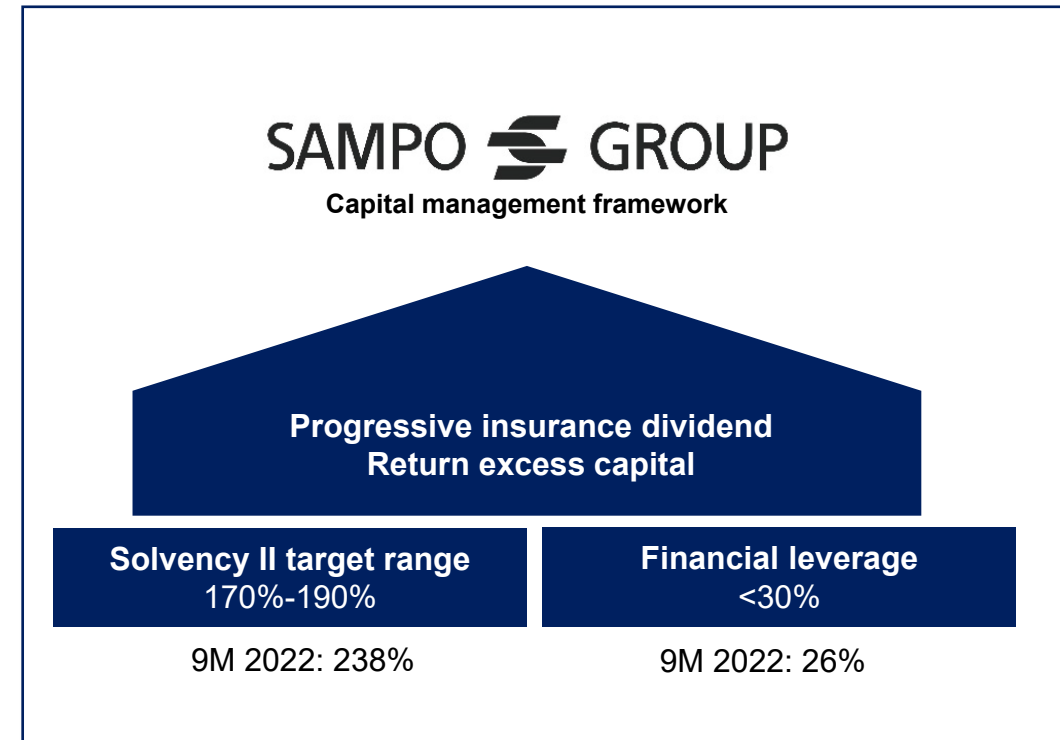 SAMPO GROUP
Capital management framework
Progressive insurance dividend
Return excess capital
Solvency II target range
170%-190%
Financial leverage
<30%
9M 2022: 238%
9M 2022: 26%